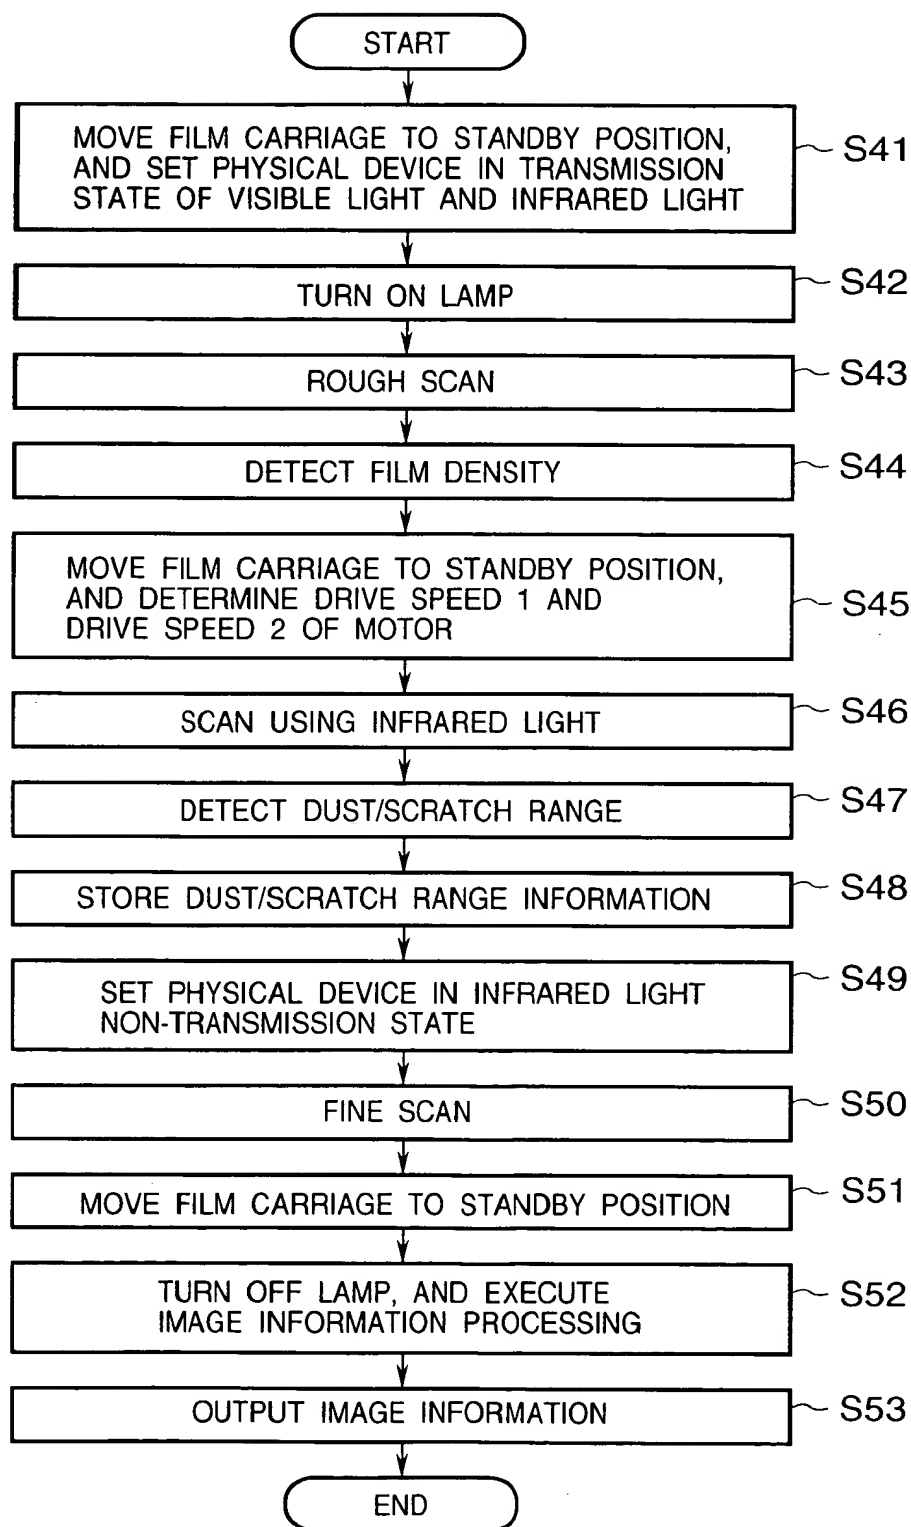 START
MOVE FILM CARRIAGE TO STANDBY POSITION,
AND SET PHYSICAL DEVICE IN TRANSMISSION
STATE OF VISIBLE LIGHT AND INFRARED LIGHT
S41
TURN ON LAMP
S42
ROUGH SCAN
S43
DETECT FILM DENSITY
S44
MOVE FILM CARRIAGE TO STANDBY POSITION,
AND DETERMINE DRIVE SPEED 1 AND
DRIVE SPEED 2 OF MOTOR
S45
SCAN USING INFRARED LIGHT
S46
DETECT DUST/SCRATCH RANGE
S47
STORE DUST/SCRATCH RANGE INFORMATION
S48
SET PHYSICAL DEVICE IN INFRARED LIGHT
NON-TRANSMISSION STATE
S49
FINE SCAN
S50
MOVE FILM CARRIAGE TO STANDBY POSITION
S51
TURN OFF LAMP, AND EXECUTE
IMAGE INFORMATION PROCESSING
S52
OUTPUT IMAGE INFORMATION
S53
END